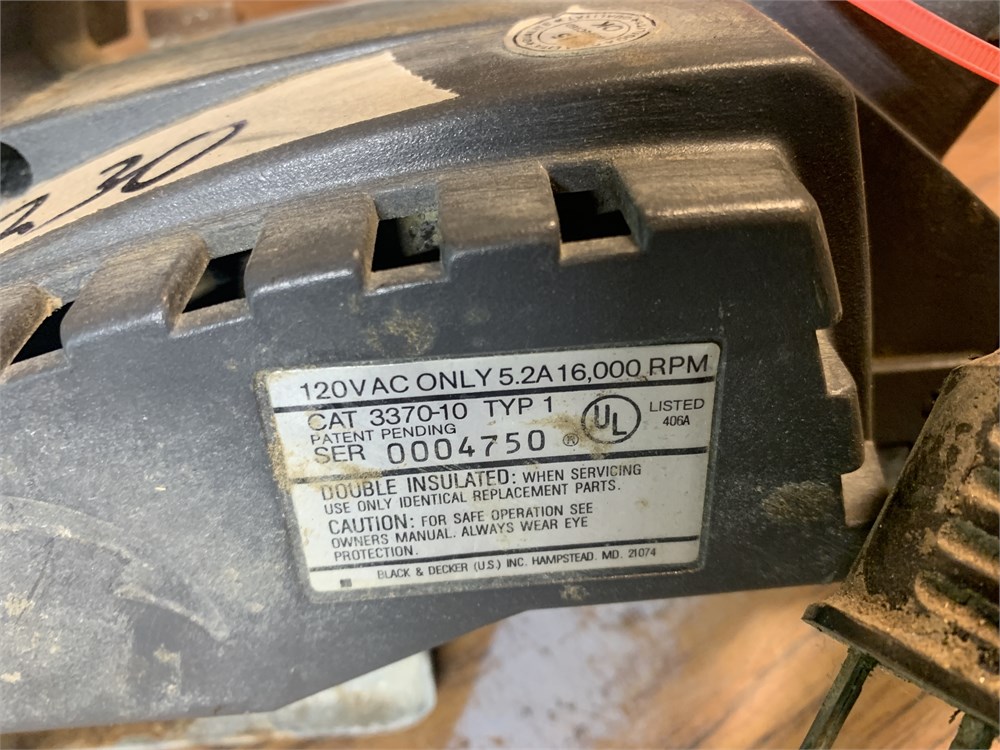 30
120VAC ONLY 5.2A 16,000 RPM
CAT 3370-10 TYP 1
PATENT PENDING
SER 0004750 ®
UL
LISTED
406A
DOUBLE INSULATED: WHEN SERVICING
USE ONLY IDENTICAL REPLACEMENT PARTS.
CAUTION: FOR SAFE OPERATION SEE
OWNERS MANUAL. ALWAYS WEAR EYE
PROTECTION.
BLACK & DECKER (U.S.) INC. HAMPSTEAD. MD. 21074